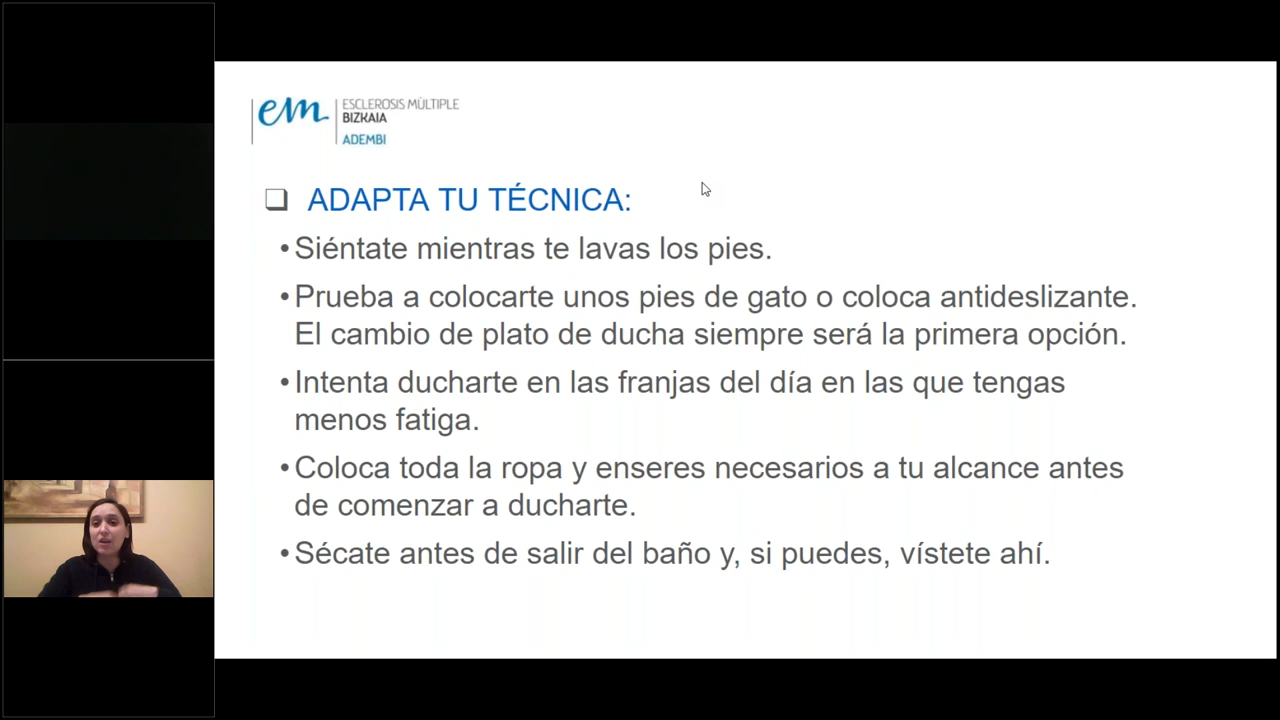 em
ESCLEROSIS MÚLTIPLE
BIZKAIA
ADEMBI
ADAPTA TU TÉCNICA:
•Siéntate mientras te lavas los pies.
•Prueba a colocarte unos pies de gato o coloca antideslizante.
El cambio de plato de ducha siempre será la primera opción.
•Intenta ducharte en las franjas del día en las que tengas
menos fatiga.
•Coloca toda la ropa y enseres necesarios a tu alcance antes
de comenzar a ducharte.
•Sécate antes de salir del baño y, si puedes, vístete ahí.